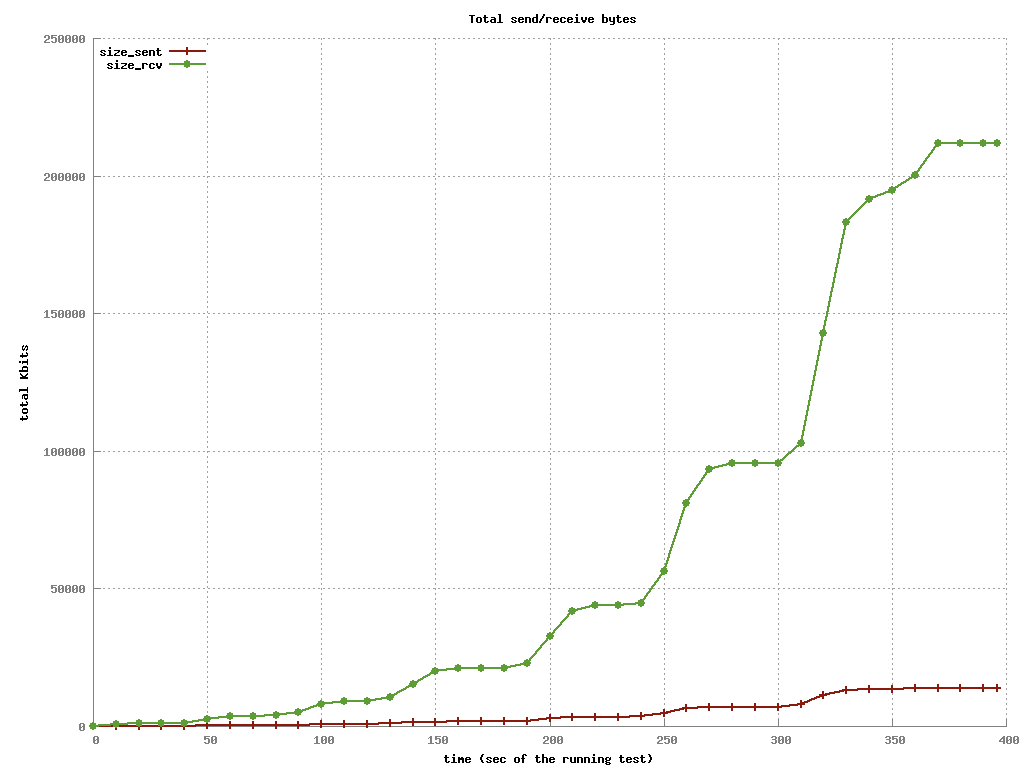 Total send/receive bytes
250000
size_sent
size_rcv
200000
150000
total Kbits
100000
50000
0
0 50 100 150 200 250 300 350 400
time (sec of the running test)